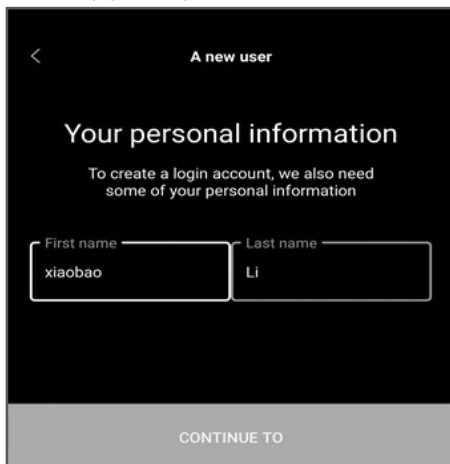 A new user
Your personal information
To create a login account, we also need
some of your personal information
First name
Last name
xiaobao
Li
CONTINUE TO